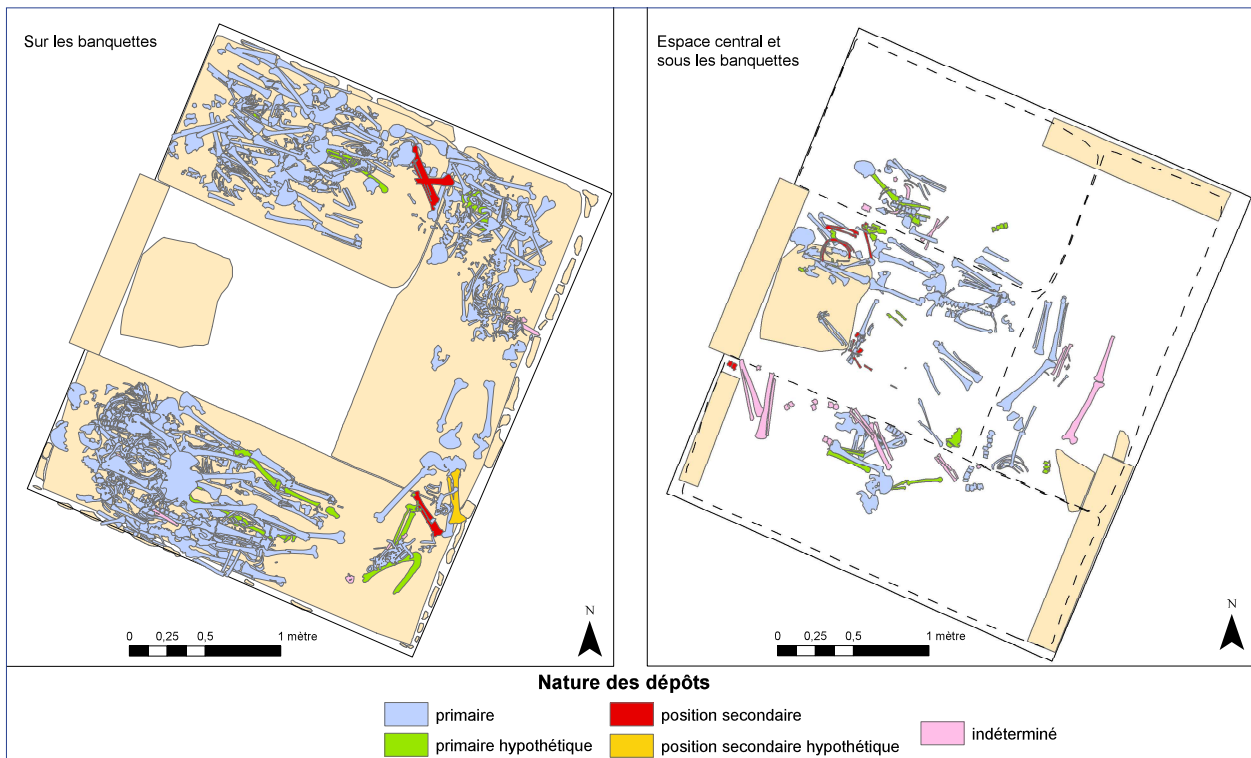 Sur les banquettes
Espace central et
sous les banquettes
N
0 0,25 0,5 1 mètre
N
0 0,25 0,5 1 mètre
Nature des dépôts
primaire
position secondaire
indéterminé
primaire hypothétique
position secondaire hypothétique